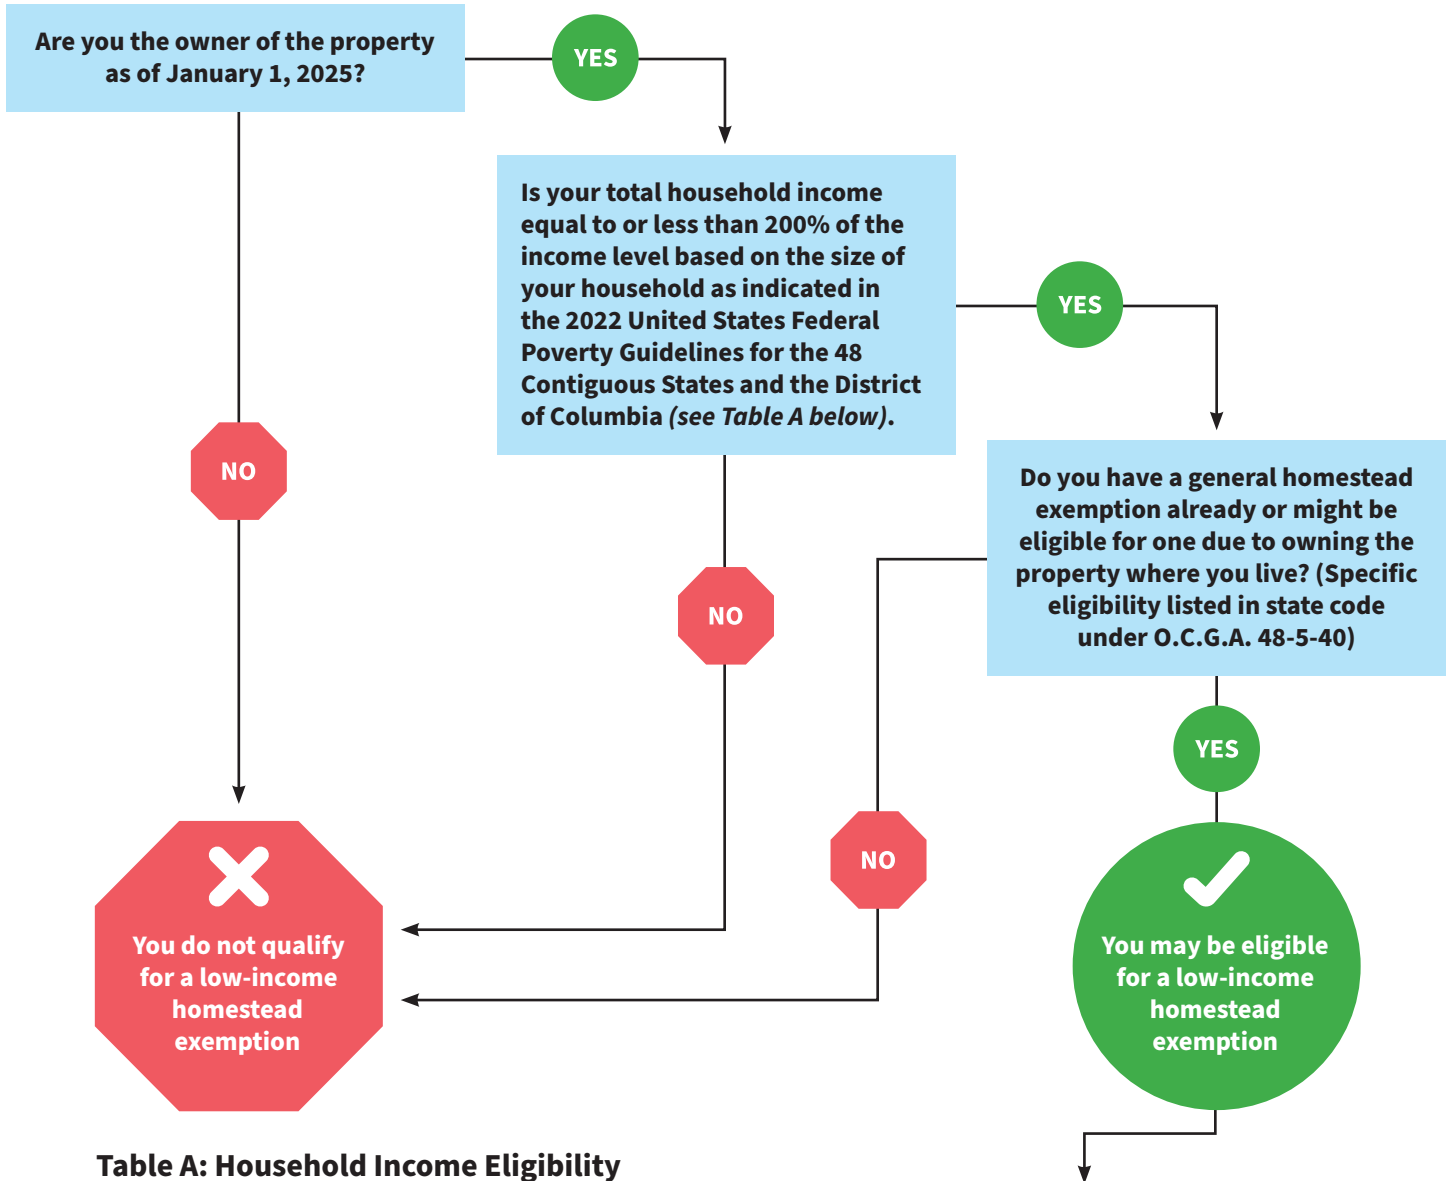 Are you the owner of the property
as of January 1, 2025?
YES
Is your total household income
equal to or less than 200% of the
income level based on the size of
your household as indicated in
the 2022 United States Federal
Poverty Guidelines for the 48
Contiguous States and the District
of Columbia (see Table A below).
YES
NO
Do you have a general homestead
exemption already or might be
eligible for one due to owning the
property where you live? (Specific
eligibility listed in state code
under O.C.G.A. 48-5-40)
NO
YES
NO
You do not qualify
for a low-income
homestead
exemption
You may be eligible
for a low-income
homestead
exemption
Table A: Household Income Eligibility